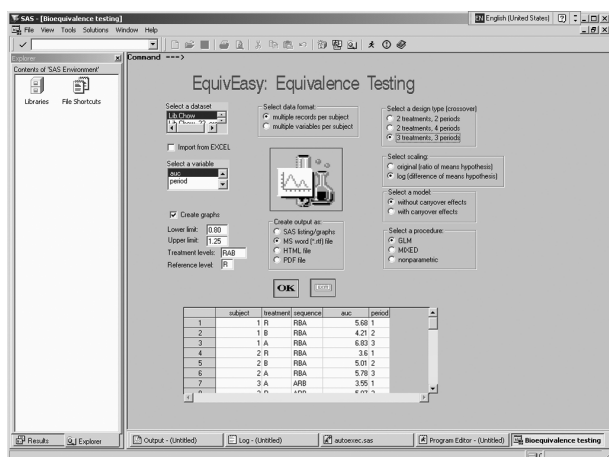 SAS - [Bioequivalence testing]
EN English (United States)
File View Tools Solutions Window Help
Explorer
Contents of 'SAS Environment'
Libraries File Shortcuts
Command --->
EquivEasy: Equivalence Testing
Select a dataset
Lib.Chow
Import from EXCEL
Select a variable
auc
period
Create graphs
Lower limit: 0.80
Upper limit: 1.25
Treatment levels: RAB
Reference level: R
Select data format:
multiple records per subject
multiple variables per subject
Create output as:
SAS listing/graphs
MS word (*.rtf) file
HTML file
PDF file
OK
Select a design type (crossover)
2 treatments, 2 periods
2 treatments, 4 periods
3 treatments, 3 periods
Select scaling:
original (ratio of means hypothesis)
log (difference of means hypothesis)
Select a model:
without carryover effects
with carryover effects
Select a procedure:
GLM
MIXED
nonparametric
subject treatment sequence auc period
1 1 R RBA 5.68 1
2 1 B RBA 4.21 2
3 1 A RBA 6.83 3
4 2 R RBA 3.6 1
5 2 B RBA 5.01 2
6 2 A RBA 5.78 3
7 3 A ARB 3.55 1
Results Explorer
Output - (Untitled) Log - (Untitled) autoexec.sas Program Editor - (Untitled) Bioequivalence testing